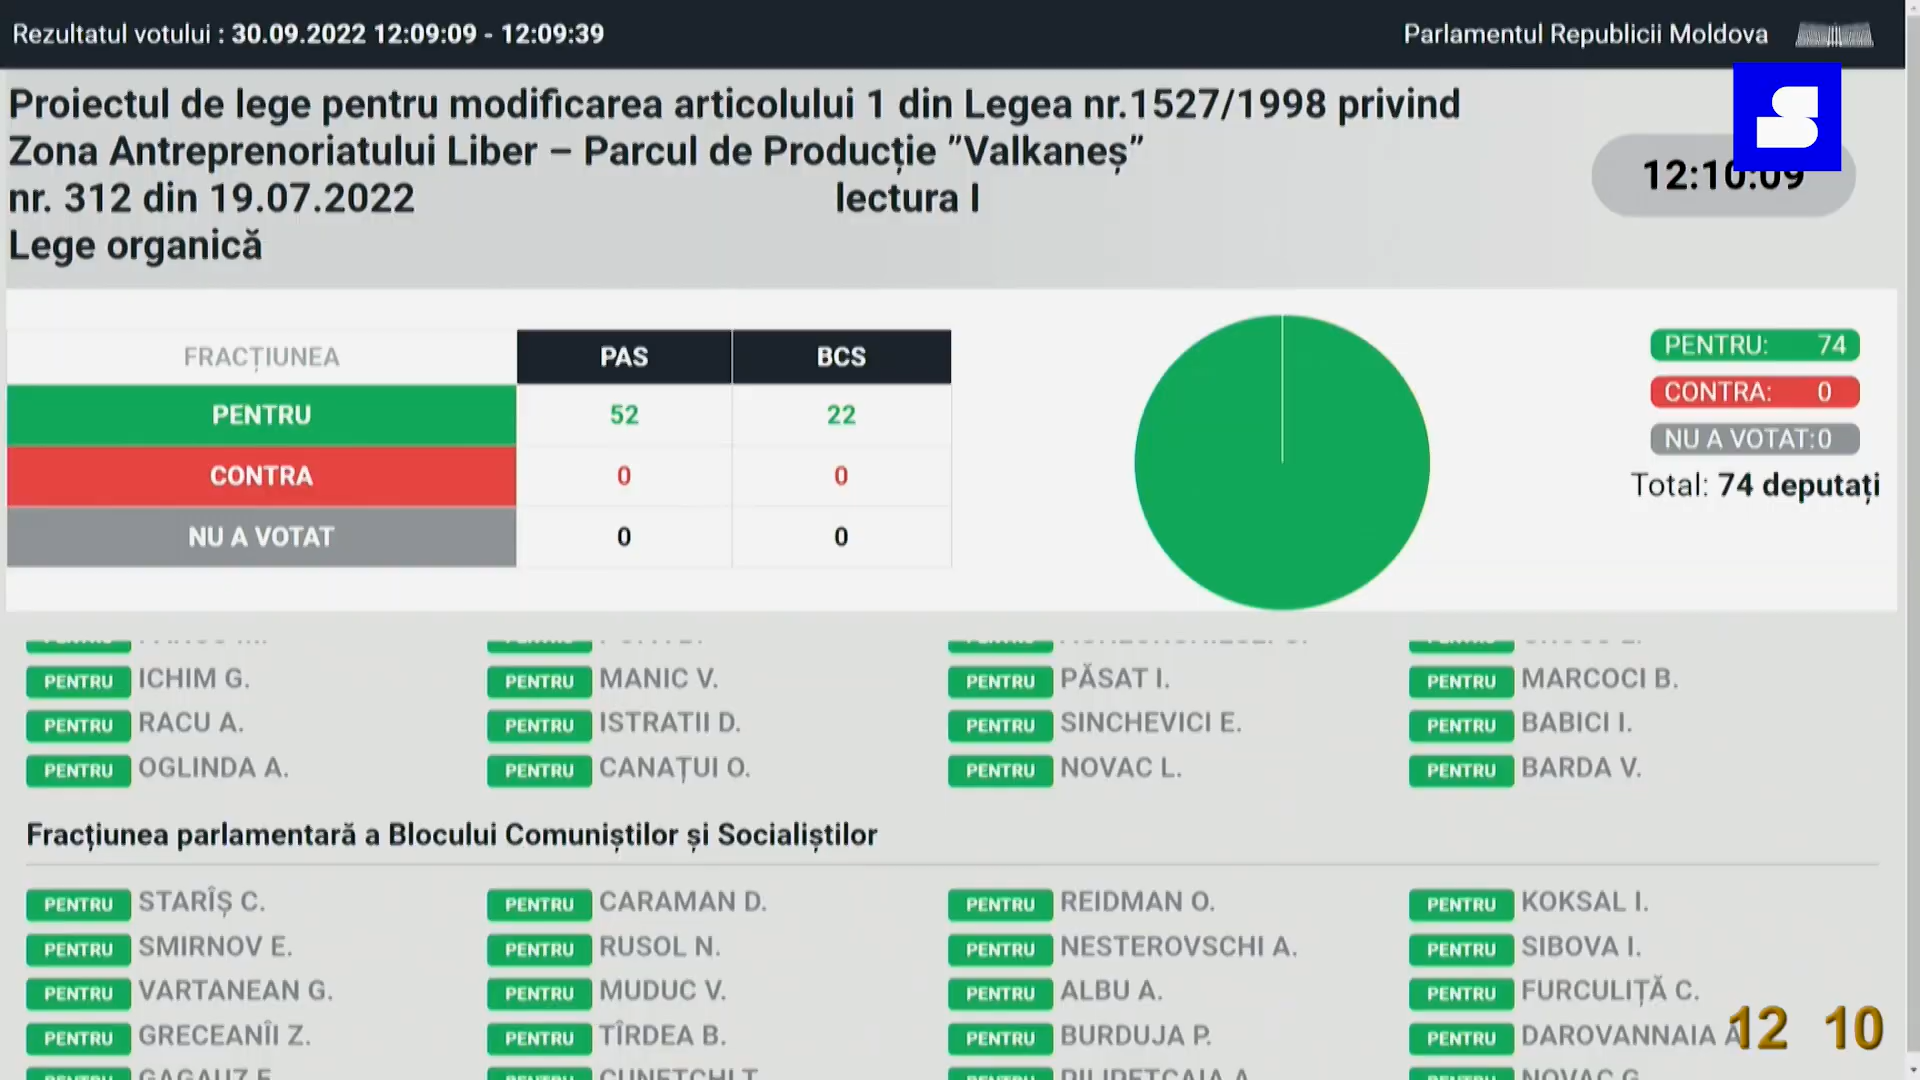 Rezultatul votului : 30.09.2022 12:09:09 - 12:09:39
Parlamentul Republicii Moldova
Proiectul de lege pentru modificarea articolului 1 din Legea nr.1527/1998 privind
Zona Antreprenoriatului Liber – Parcul de Producție ”Valkaneș”
nr. 312 din 19.07.2022 lectura I
Lege organică
12:10:09
FRACȚIUNEA PAS BCS
PENTRU 52 22
CONTRA 0 0
NU A VOTAT 0 0
PENTRU: 74
CONTRA: 0
NU A VOTAT:0
Total: 74 deputați
PENTRU ICHIM G. PENTRU MANIC V. PENTRU PĂSAT I. PENTRU MARCOCI B.
PENTRU RACU A. PENTRU ISTRATII D. PENTRU SINCHEVICI E. PENTRU BABICI I.
PENTRU OGLINDA A. PENTRU CANAȚUI O. PENTRU NOVAC L. PENTRU BARDA V.
Fracțiunea parlamentară a Blocului Comuniștilor și Socialiștilor
PENTRU STARÎȘ C. PENTRU CARAMAN D. PENTRU REIDMAN O. PENTRU KOKSAL I.
PENTRU SMIRNOV E. PENTRU RUSOL N. PENTRU NESTEROVSCHI A. PENTRU SIBOVA I.
PENTRU VARTANEAN G. PENTRU MUDUC V. PENTRU ALBU A. PENTRU FURCULIȚĂ C.
PENTRU GRECEANÎI Z. PENTRU TÎRDEA B. PENTRU BURDUJA P. PENTRU DAROVANNAIA A
12 10